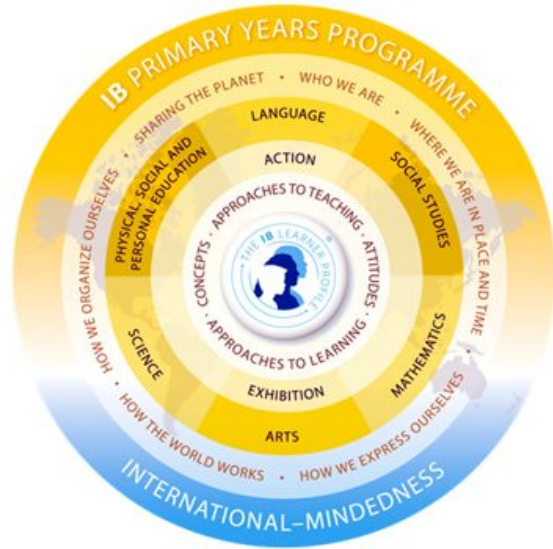 IB PRIMARY YEARS PROGRAMME
SHARING THE PLANET • WHO WE ARE • WHERE WE ARE IN PLACE AND TIME • HOW WE EXPRESS OURSELVES • HOW THE WORLD WORKS • HOW WE ORGANIZE OURSELVES •
LANGUAGE
SOCIAL STUDIES
MATHEMATICS
ARTS
SCIENCE
PHYSICAL, SOCIAL AND
PERSONAL EDUCATION
ACTION
EXHIBITION
APPROACHES TO TEACHING · ATTITUDES · APPROACHES TO LEARNING · CONCEPTS ·
• THE IB LEARNER PROFILE •
®
INTERNATIONAL–MINDEDNESS